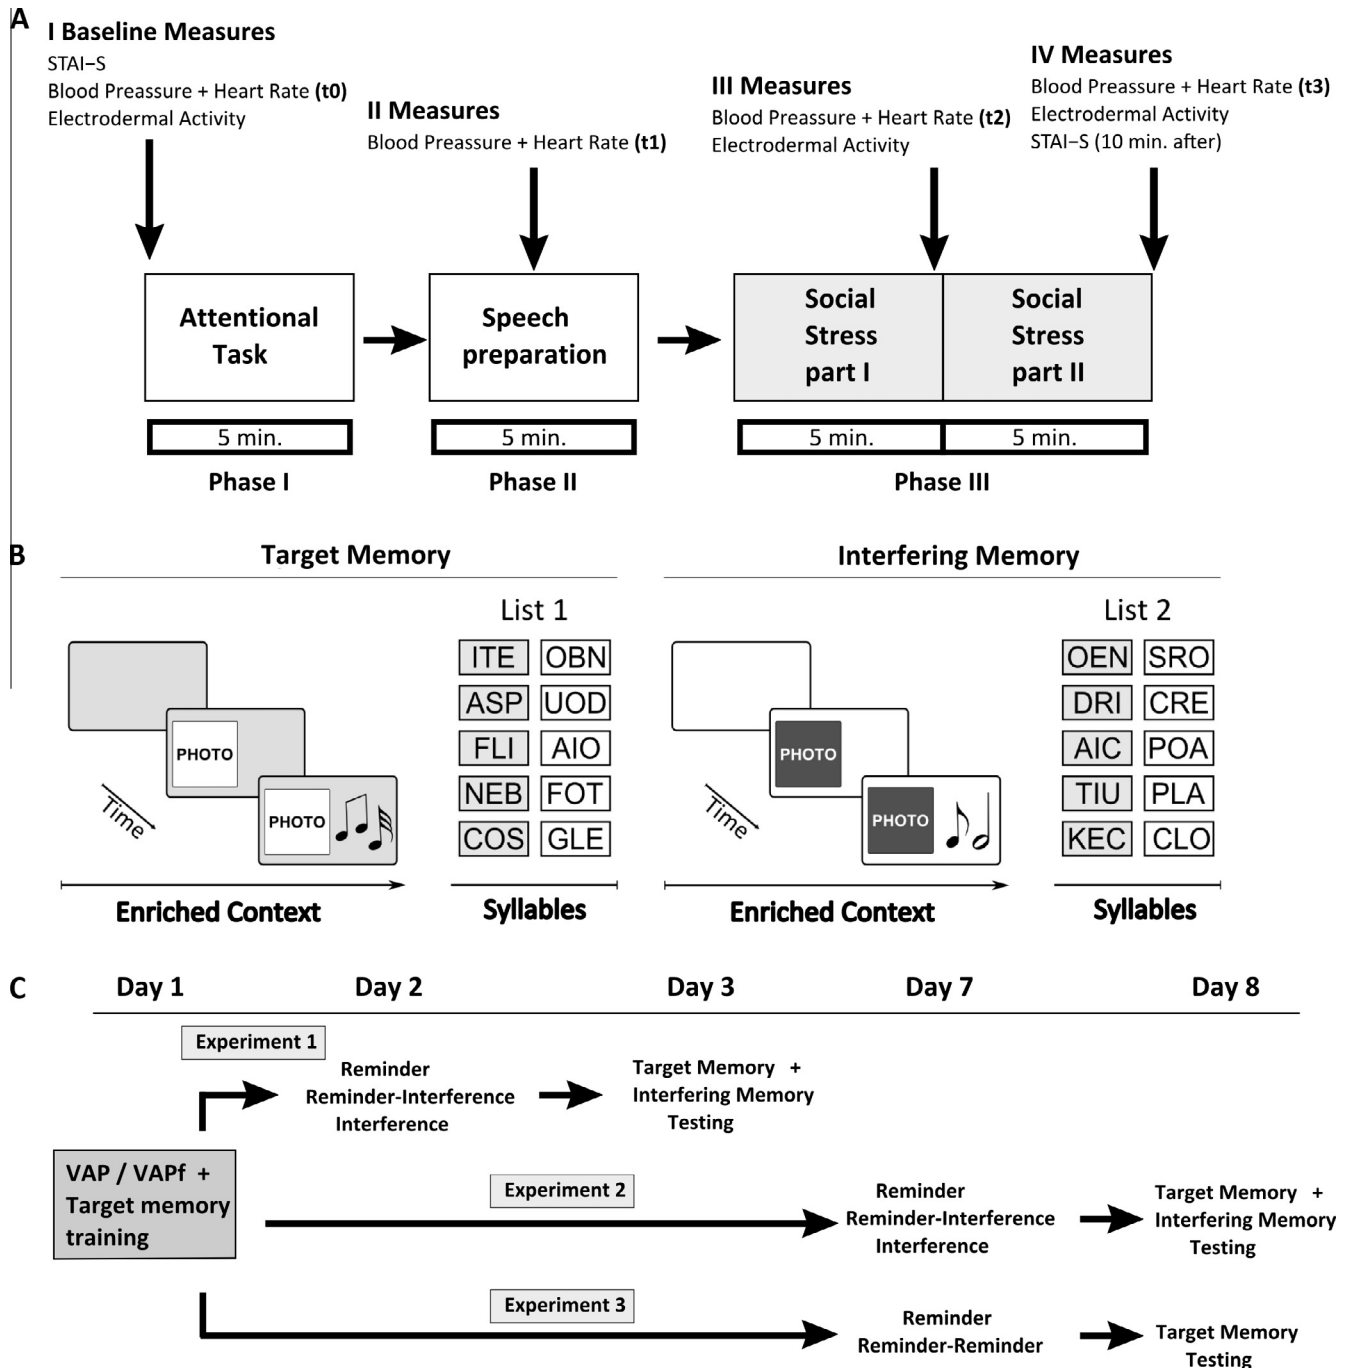 A
I Baseline Measures
STAI–S
Blood Preassure + Heart Rate (t0)
Electrodermal Activity
II Measures
Blood Preassure + Heart Rate (t1)
III Measures
Blood Preassure + Heart Rate (t2)
Electrodermal Activity
IV Measures
Blood Preassure + Heart Rate (t3)
Electrodermal Activity
STAI–S (10 min. after)
Attentional
Task
Speech
preparation
Social
Stress
part I
Social
Stress
part II
5 min.
5 min.
5 min.
5 min.
Phase I
Phase II
Phase III
B
Target Memory
List 1
PHOTO
PHOTO
Time
ITE OBN
ASP UOD
FLI AIO
NEB FOT
COS GLE
Enriched Context
Syllables
Interfering Memory
List 2
PHOTO
PHOTO
Time
OEN SRO
DRI CRE
AIC POA
TIU PLA
KEC CLO
Enriched Context
Syllables
C
Day 1 Day 2 Day 3 Day 7 Day 8
Experiment 1
Reminder
Reminder-Interference
Interference
Target Memory +
Interfering Memory
Testing
VAP / VAPf +
Target memory
training
Experiment 2
Reminder
Reminder-Interference
Interference
Target Memory +
Interfering Memory
Testing
Experiment 3
Reminder
Reminder-Reminder
Target Memory
Testing